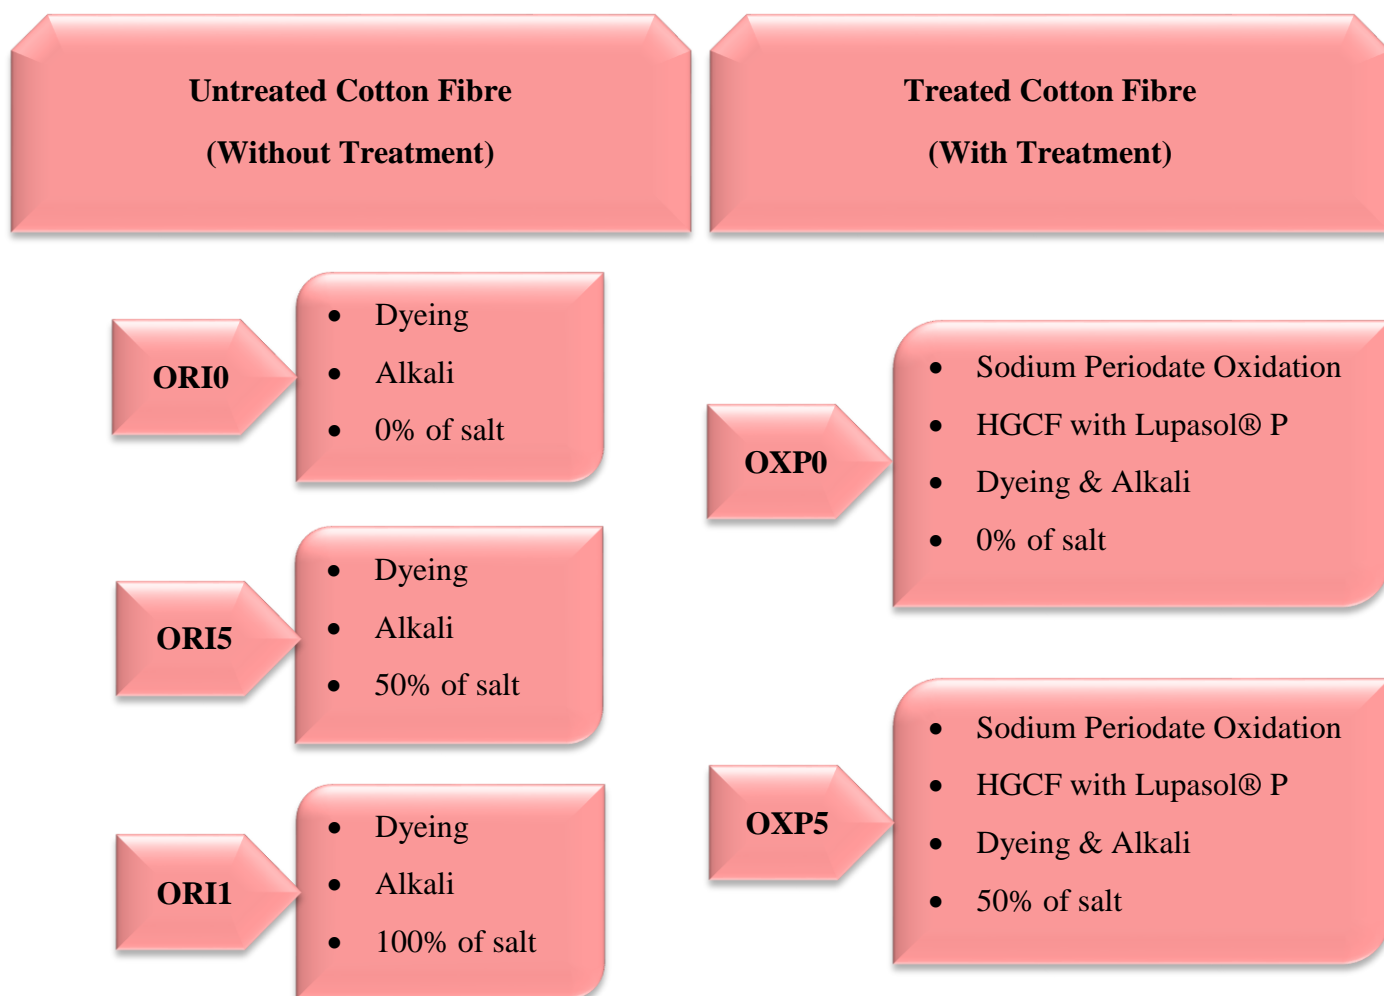 Untreated Cotton Fibre
(Without Treatment)
ORI0
• Dyeing
• Alkali
• 0% of salt
ORI5
• Dyeing
• Alkali
• 50% of salt
ORI1
• Dyeing
• Alkali
• 100% of salt
Treated Cotton Fibre
(With Treatment)
OXP0
• Sodium Periodate Oxidation
• HGCF with Lupasol® P
• Dyeing & Alkali
• 0% of salt
OXP5
• Sodium Periodate Oxidation
• HGCF with Lupasol® P
• Dyeing & Alkali
• 50% of salt